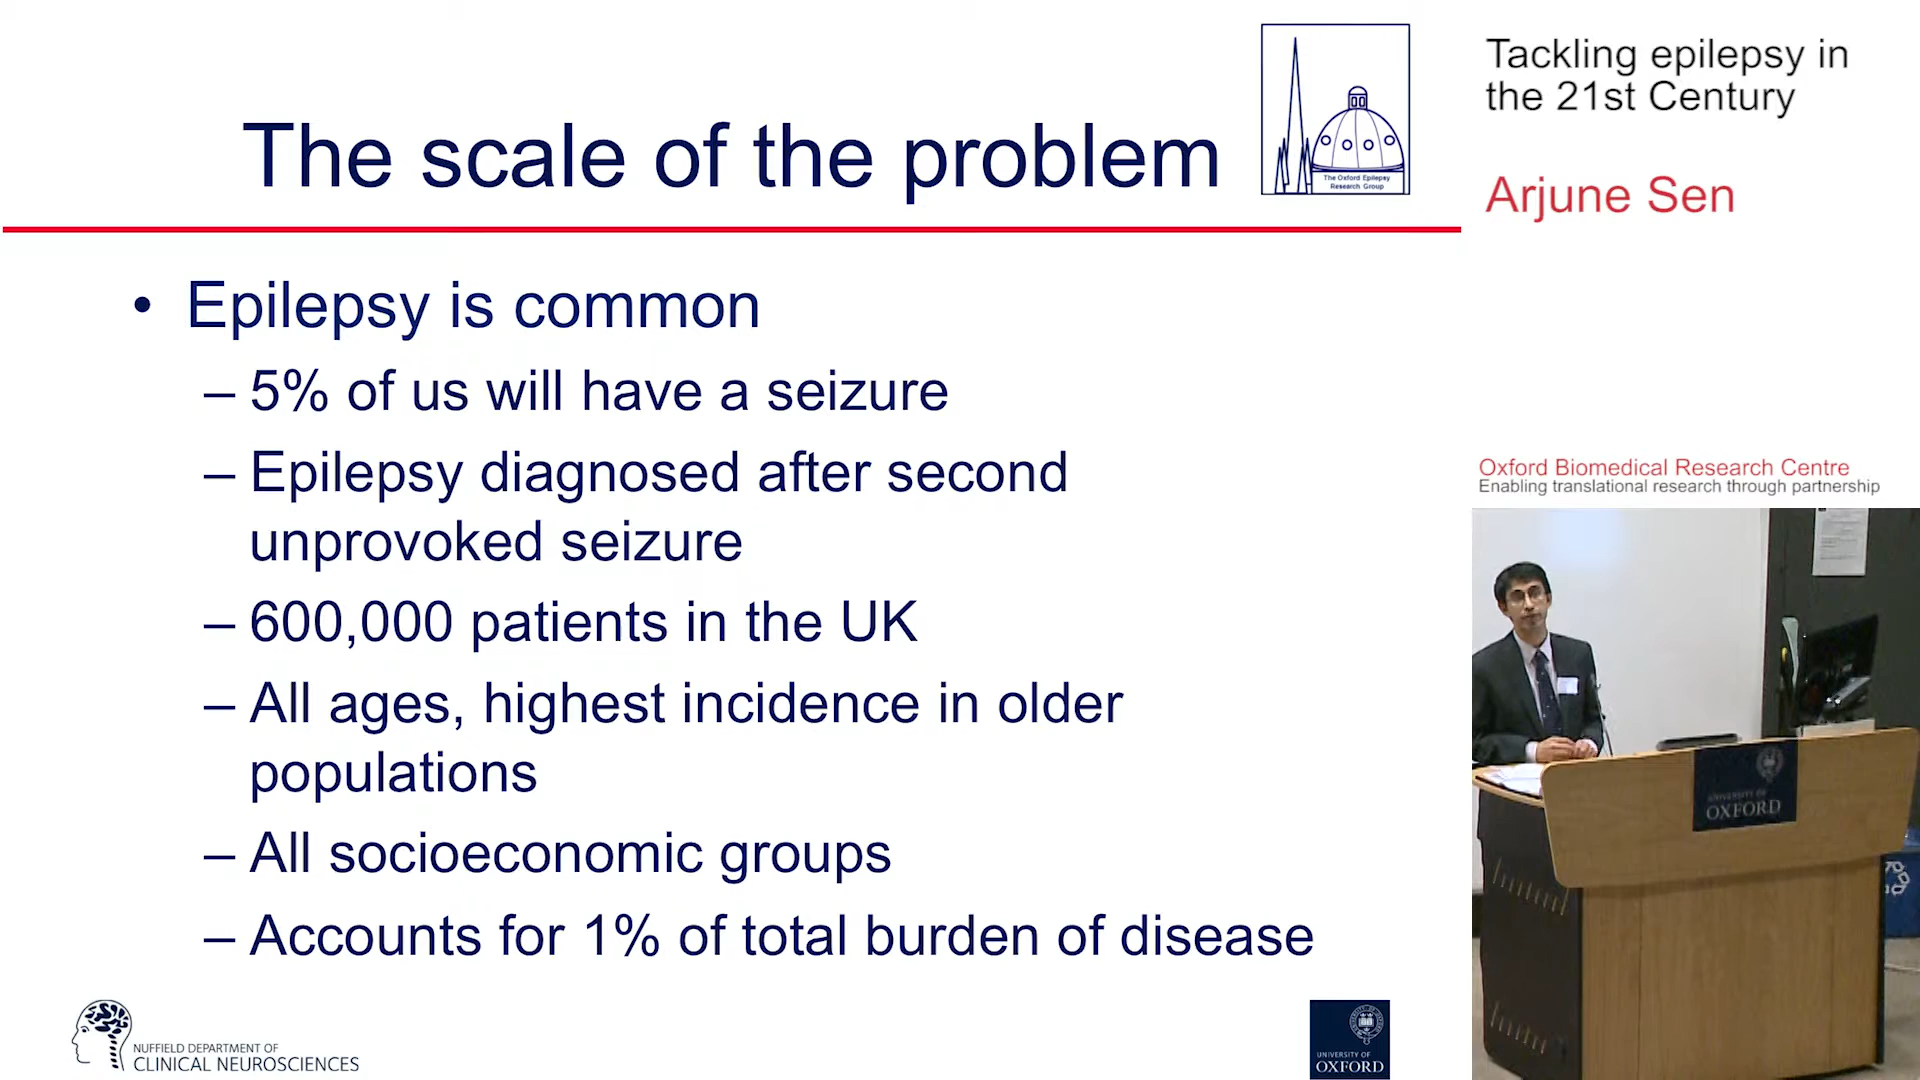 The scale of the problem
The Oxford Epilepsy
Research Group
Tackling epilepsy in
the 21st Century
Arjune Sen
• Epilepsy is common
– 5% of us will have a seizure
– Epilepsy diagnosed after second
unprovoked seizure
– 600,000 patients in the UK
– All ages, highest incidence in older
populations
– All socioeconomic groups
– Accounts for 1% of total burden of disease
Oxford Biomedical Research Centre
Enabling translational research through partnership
UNIVERSITY OF
OXFORD
NUFFIELD DEPARTMENT OF
CLINICAL NEUROSCIENCES
UNIVERSITY OF
OXFORD